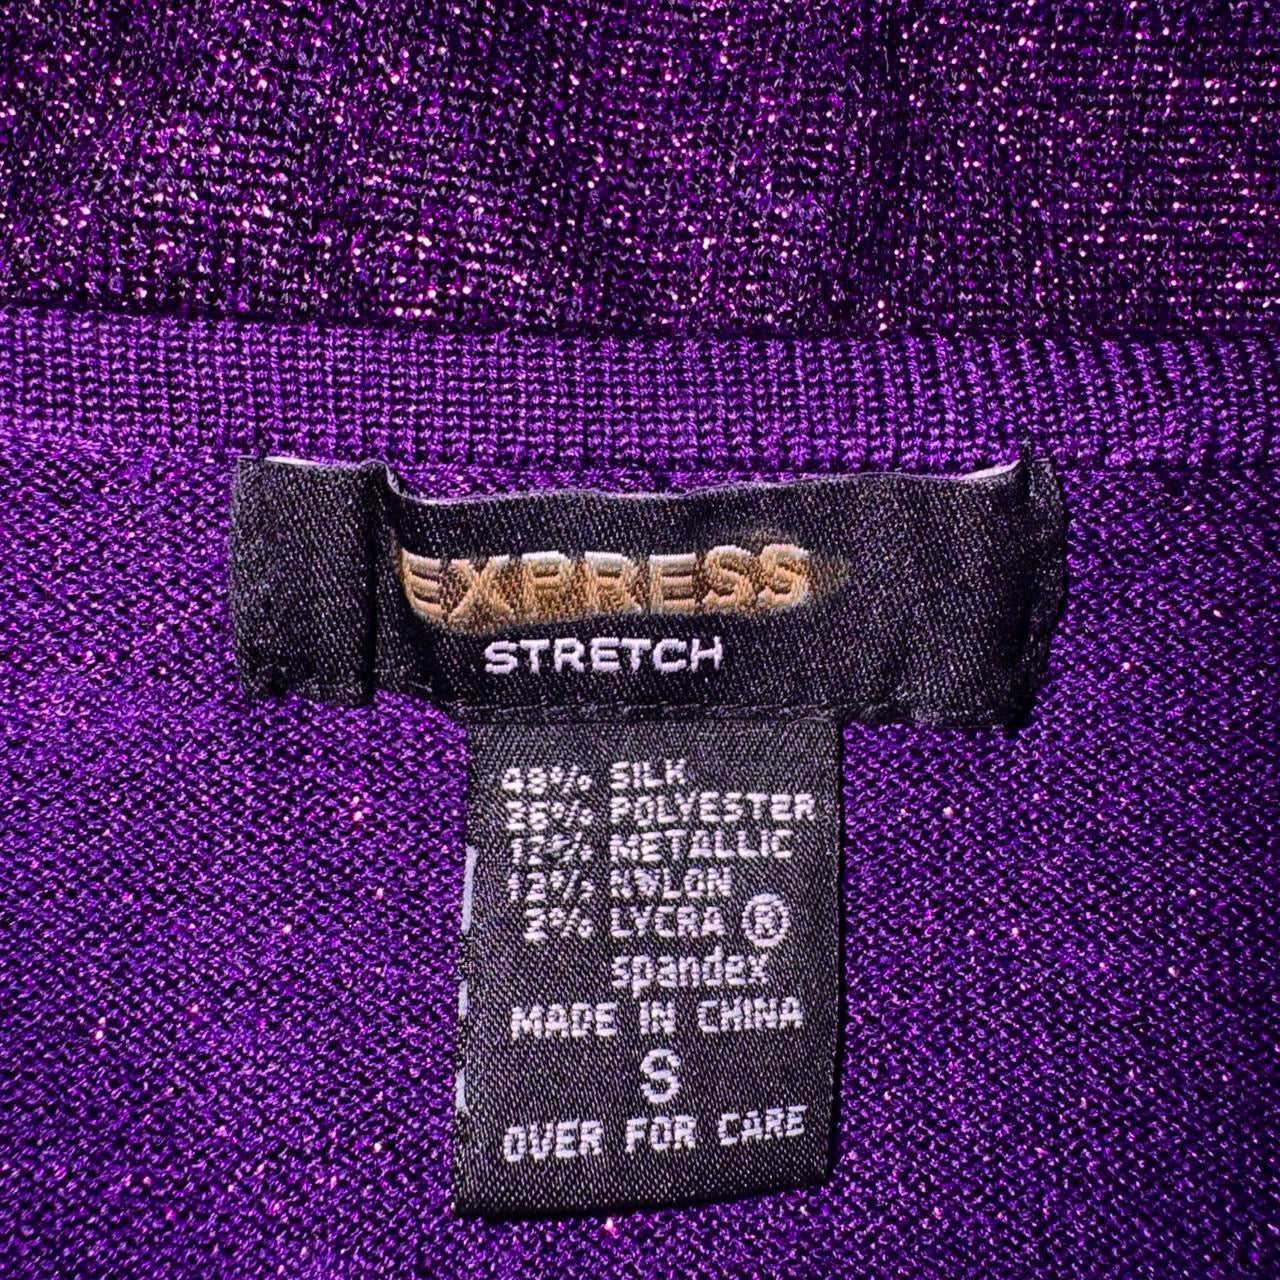 EXPRESS
STRETCH
48% SILK
26% POLYESTER
12% METALLIC
12% NYLON
2% LYCRA ®
spandex
MADE IN CHINA
S
OVER FOR CARE